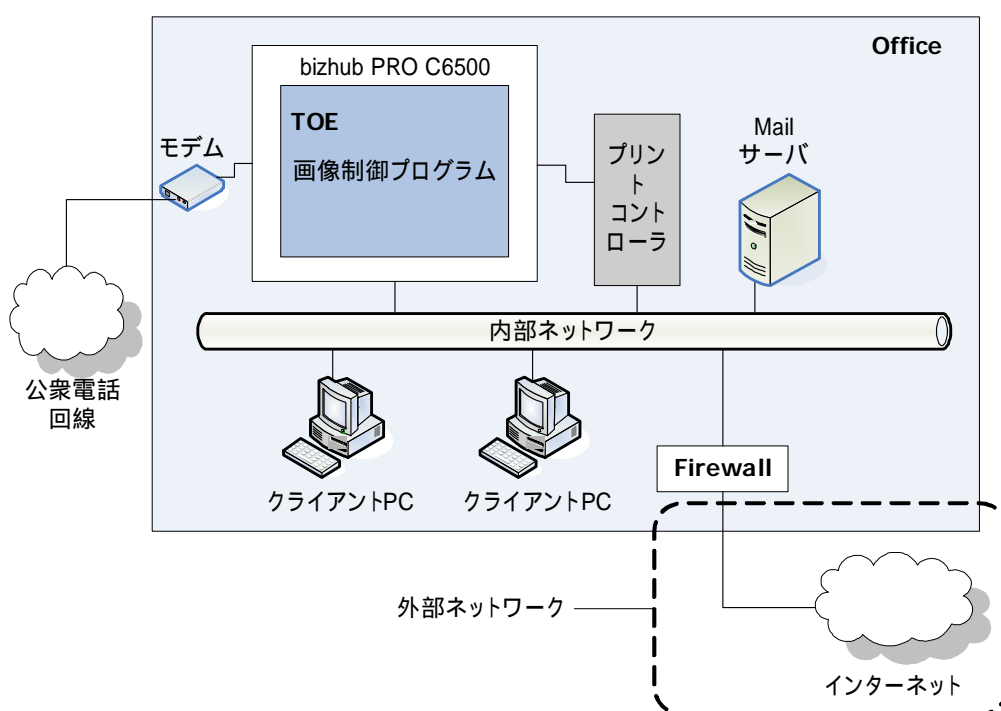 Office
bizhub PRO C6500
TOE
画像制御プログラム
モデム
プリン
ト
コント
ローラ
Mail
サーバ
内部ネットワーク
公衆電話
回線
クライアントPC
クライアントPC
Firewall
外部ネットワーク
インターネット